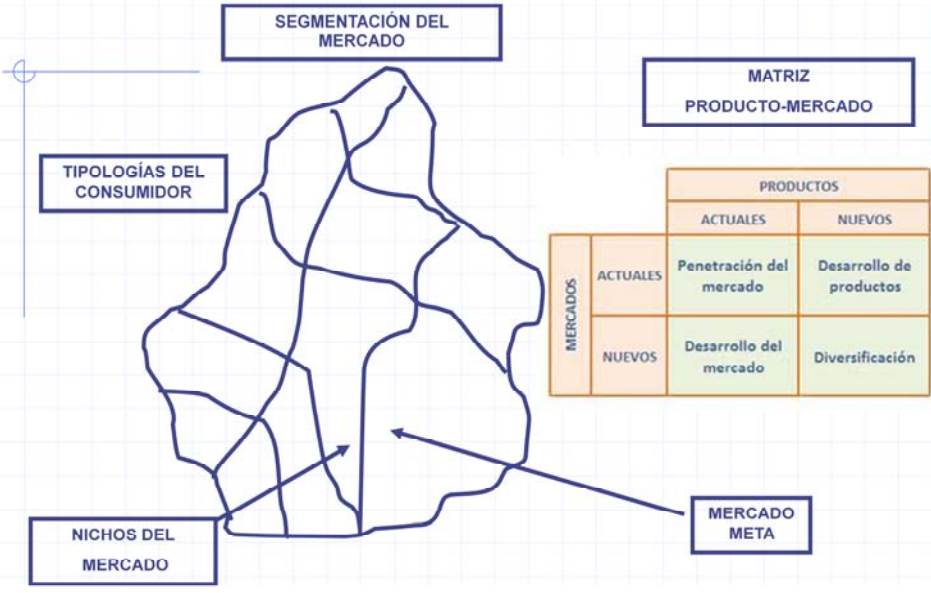 SEGMENTACIÓN DEL
MERCADO
MATRIZ
PRODUCTO-MERCADO
TIPOLOGÍAS DEL
CONSUMIDOR
PRODUCTOS
ACTUALES
NUEVOS
MERCADOS
ACTUALES
Penetración del
mercado
Desarrollo de
productos
NUEVOS
Desarrollo del
mercado
Diversificación
NICHOS DEL
MERCADO
MERCADO
META